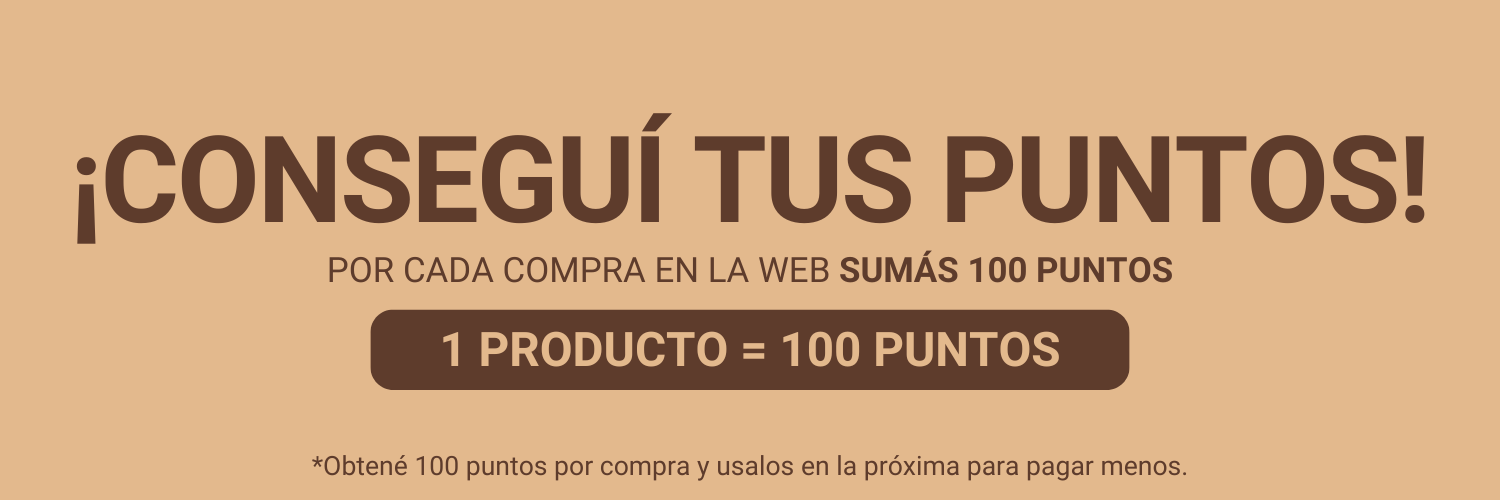 ¡CONSEGUÍ TUS PUNTOS!
POR CADA COMPRA EN LA WEB SUMÁS 100 PUNTOS
1 PRODUCTO = 100 PUNTOS
*Obtené 100 puntos por compra y usalos en la próxima para pagar menos.